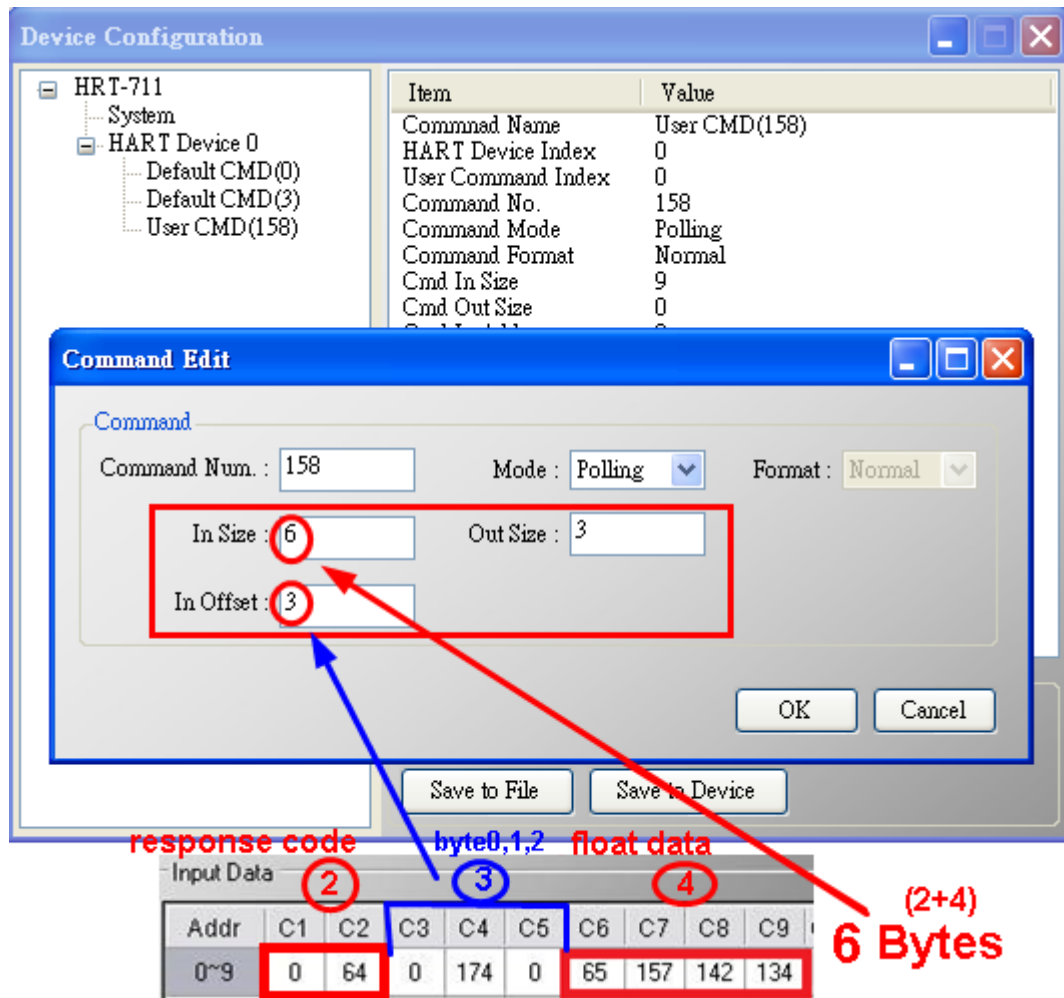 Device Configuration
HRT-711
System
HART Device 0
Default CMD(0)
Default CMD(3)
User CMD(158)
Item Value
Commnad Name User CMD(158)
HART Device Index 0
User Command Index 0
Command No. 158
Command Mode Polling
Command Format Normal
Cmd In Size 9
Cmd Out Size 0
Command Edit
Command
Command Num. : 158 Mode : Polling Format : Normal
In Size : 6 Out Size : 3
In Offset : 3
OK Cancel
Save to File Save to Device
response code byte0,1,2 float data
Input Data 2 3 4
(2+4)
6 Bytes
Addr C1 C2 C3 C4 C5 C6 C7 C8 C9
0~9 0 64 0 174 0 65 157 142 134